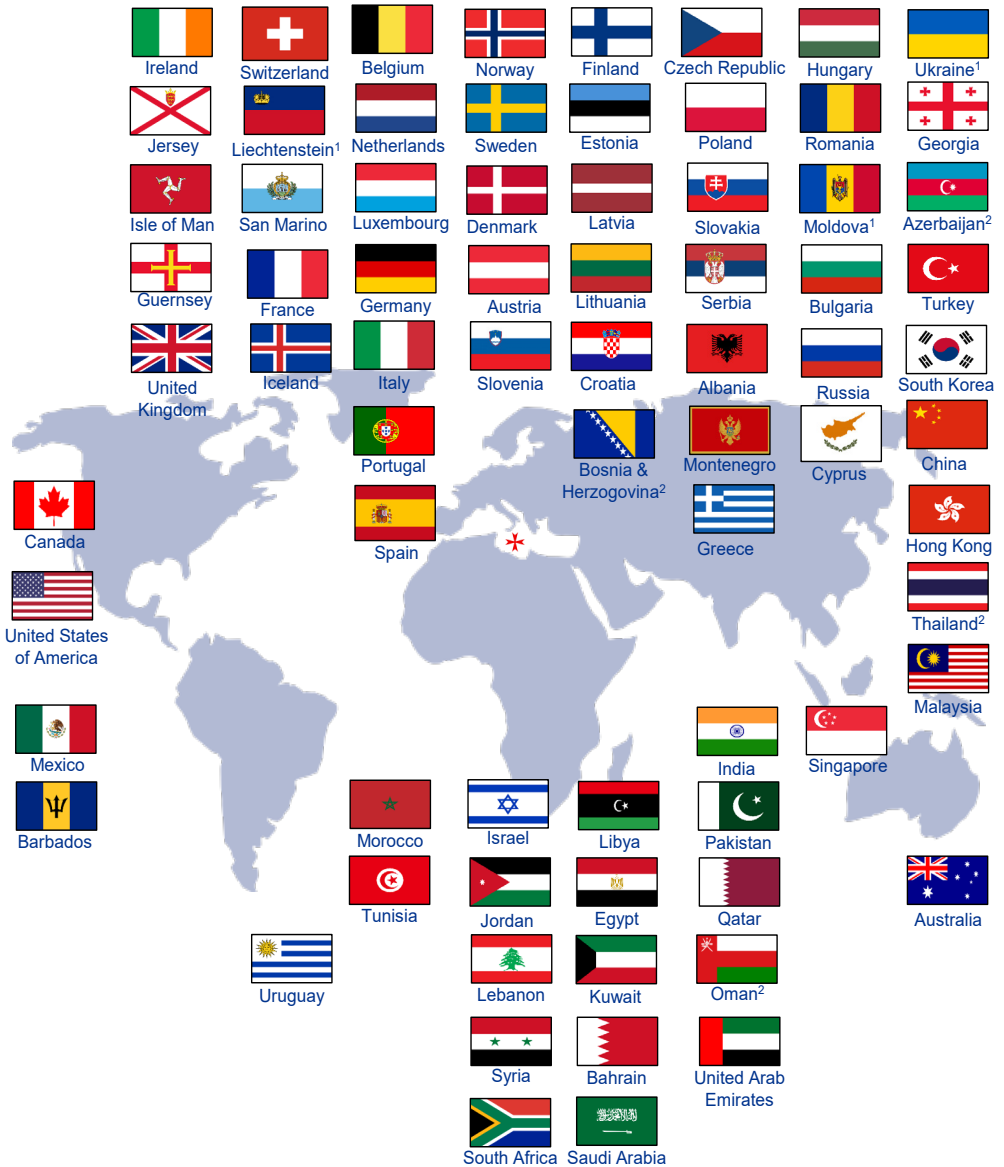 Ireland
Switzerland
Belgium
Norway
Finland
Czech Republic
Hungary
Ukraine¹
Jersey
Liechtenstein¹
Netherlands
Sweden
Estonia
Poland
Romania
Georgia
Isle of Man
San Marino
Luxembourg
Denmark
Latvia
Slovakia
Moldova¹
Azerbaijan²
Guernsey
France
Germany
Austria
Lithuania
Serbia
Bulgaria
Turkey
United
Kingdom
Iceland
Italy
Slovenia
Croatia
Albania
Russia
South Korea
Portugal
Bosnia &
Herzogovina²
Montenegro
Cyprus
China
Canada
Spain
Greece
Hong Kong
United States
of America
Thailand²
Malaysia
Mexico
India
Singapore
Barbados
Morocco
Israel
Libya
Pakistan
Tunisia
Jordan
Egypt
Qatar
Australia
Uruguay
Lebanon
Kuwait
Oman²
Syria
Bahrain
United Arab
Emirates
South Africa
Saudi Arabia